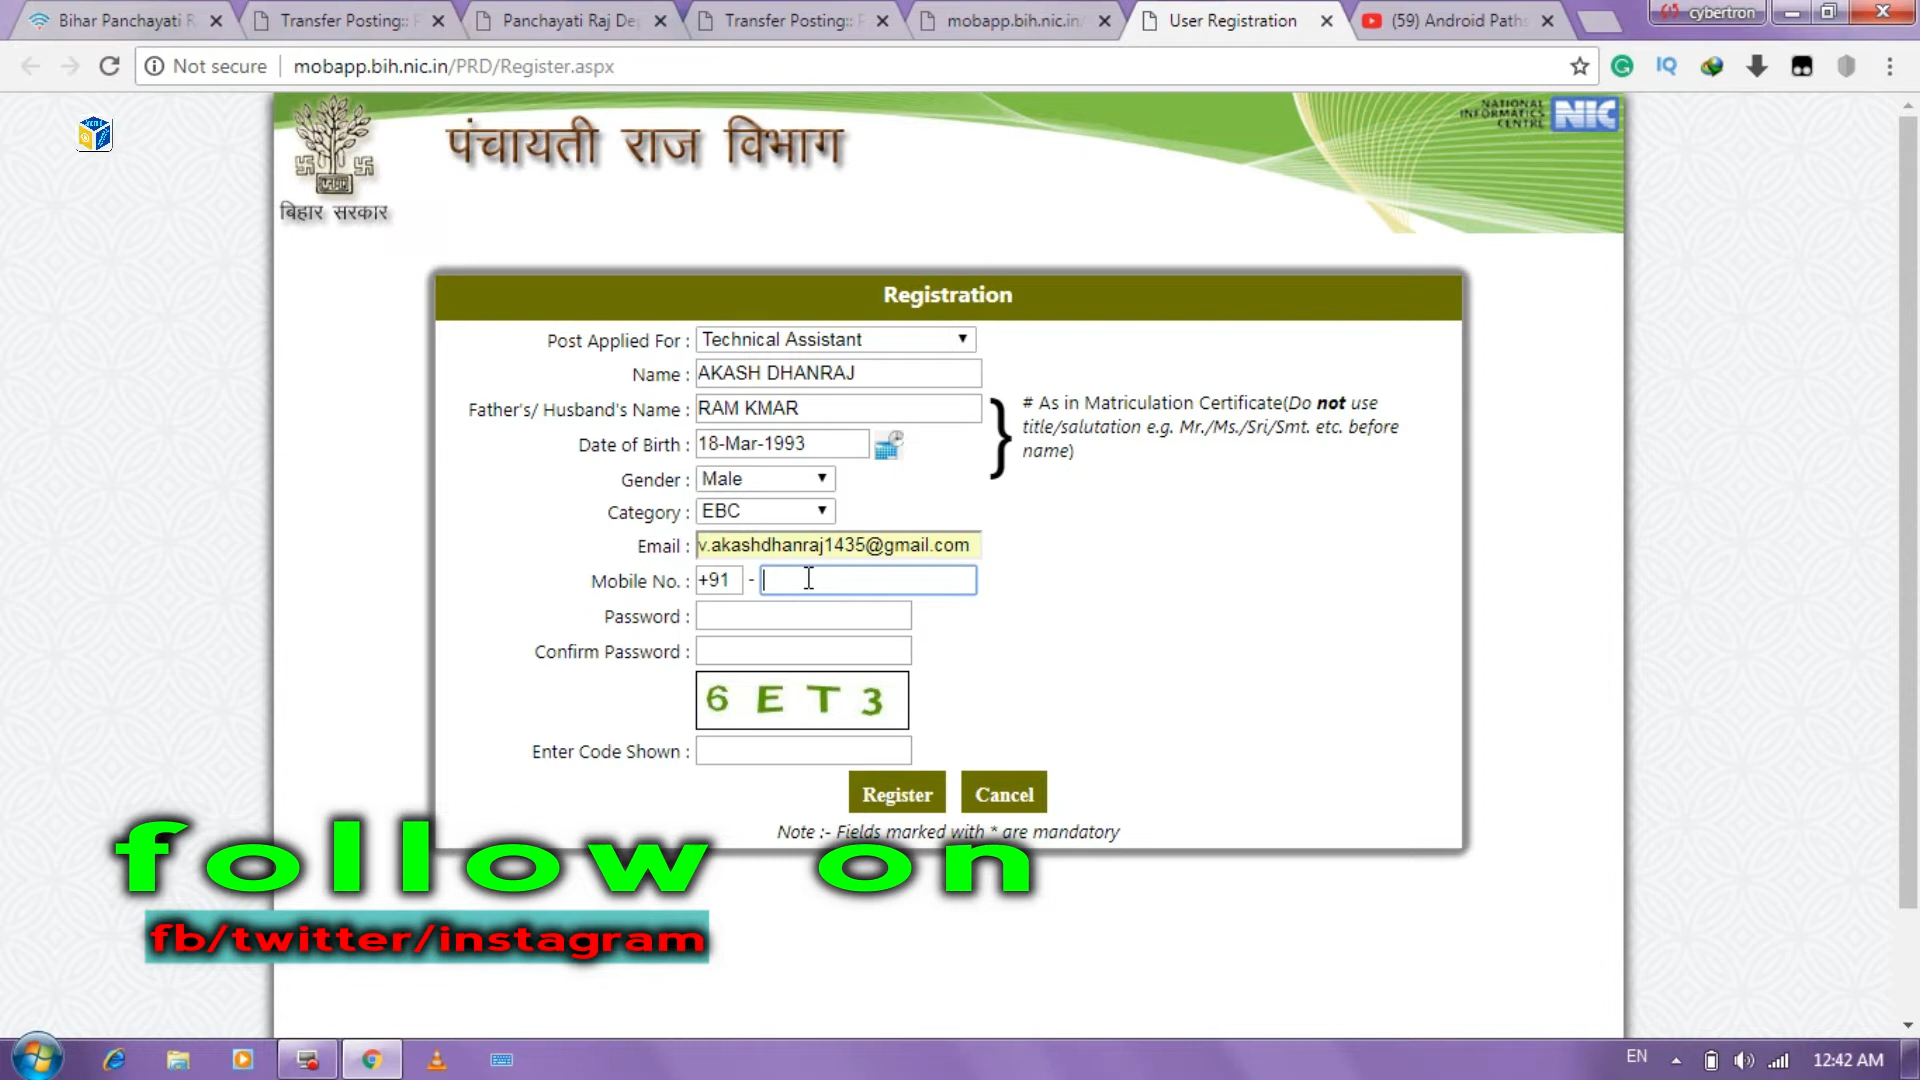 Bihar Panchayati R
Transfer Posting:: F
Panchayati Raj De
Transfer Posting:: F
mobapp.bih.nic.in/
User Registration
(59) Android Paths
cybertron
Not secure
mobapp.bih.nic.in/PRD/Register.aspx
NATIONAL
INFORMATICS
CENTRE
NIC
पंचायती राज विभाग
बिहार सरकार
Registration
Post Applied For : Technical Assistant
Name : AKASH DHANRAJ
Father's/ Husband's Name : RAM KMAR
# As in Matriculation Certificate(Do not use
title/salutation e.g. Mr./Ms./Sri/Smt. etc. before
name)
Date of Birth : 18-Mar-1993
Gender : Male
Category : EBC
Email : v.akashdhanraj1435@gmail.com
Mobile No. : +91 -
Password :
Confirm Password :
6 E T 3
Enter Code Shown :
Register Cancel
Note :- Fields marked with * are mandatory
follow on
fb/twitter/instagram
EN
12:42 AM